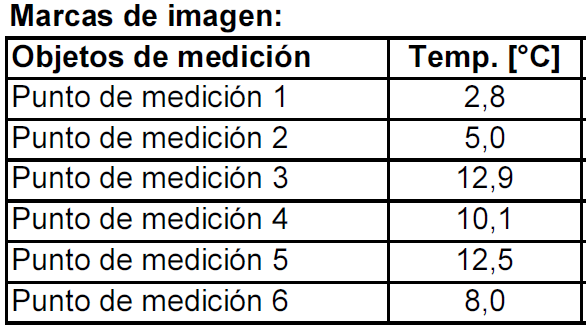 Marcas de imagen:
Objetos de medición Temp. [°C]
Punto de medición 1 2,8
Punto de medición 2 5,0
Punto de medición 3 12,9
Punto de medición 4 10,1
Punto de medición 5 12,5
Punto de medición 6 8,0